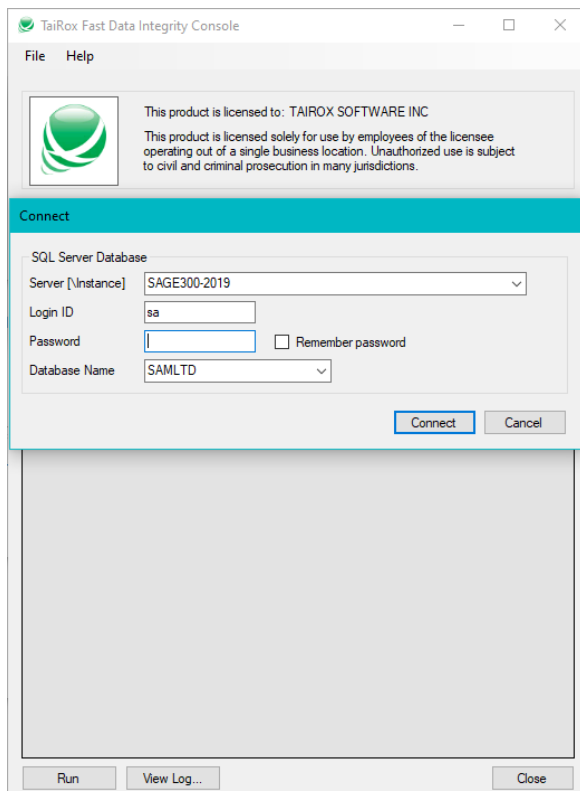 TaiRox Fast Data Integrity Console
File Help
This product is licensed to: TAIROX SOFTWARE INC
This product is licensed solely for use by employees of the licensee
operating out of a single business location. Unauthorized use is subject
to civil and criminal prosecution in many jurisdictions.
Connect
SQL Server Database
Server [\Instance] SAGE300-2019
Login ID sa
Password Remember password
Database Name SAMLTD
Connect Cancel
Run View Log... Close